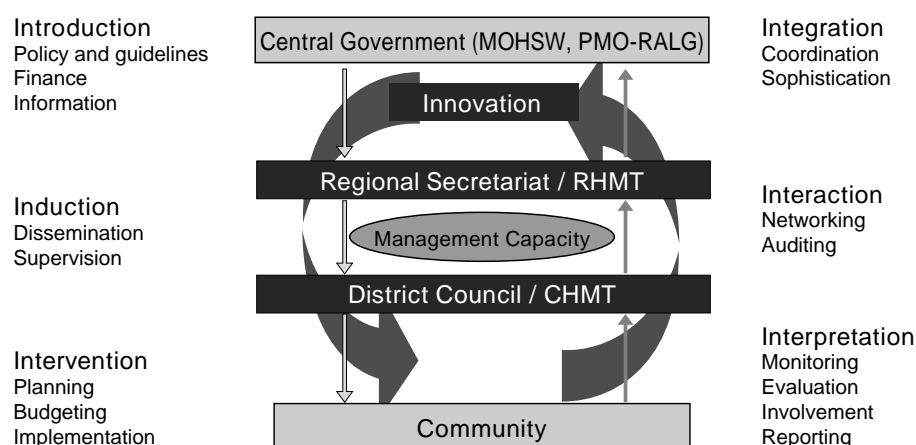 Introduction
Policy and guidelines
Finance
Information
Central Government (MOHSW, PMO-RALG)
Integration
Coordination
Sophistication
Innovation
Regional Secretariat / RHMT
Induction
Dissemination
Supervision
Management Capacity
Interaction
Networking
Auditing
District Council / CHMT
Intervention
Planning
Budgeting
Implementation
Community
Interpretation
Monitoring
Evaluation
Involvement
Reporting